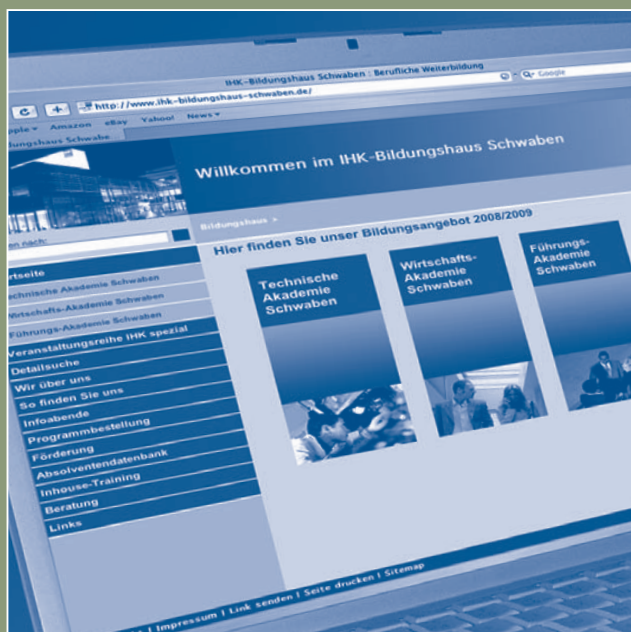 IHK-Bildungshaus Schwaben : Berufliche Weiterbildung
http://www.ihk-bildungshaus-schwaben.de/
Google
Amazon eBay Yahoo! News
Willkommen im IHK-Bildungshaus Schwaben
Bildungshaus >
nach:
Hier finden Sie unser Bildungsangebot 2008/2009
Technische
Akademie
Schwaben
Wirtschafts-
Akademie
Schwaben
Führungs-
Akademie
Schwaben
Technische Akademie Schwaben
Wirtschafts-Akademie Schwaben
Führungs-Akademie Schwaben
Veranstaltungsreihe IHK spezial
Detailsuche
Wir über uns
So finden Sie uns
Infoabende
Programmbestellung
Förderung
Absolventendatenbank
Inhouse-Training
Beratung
Links
| Impressum | Link senden | Seite drucken | Sitemap